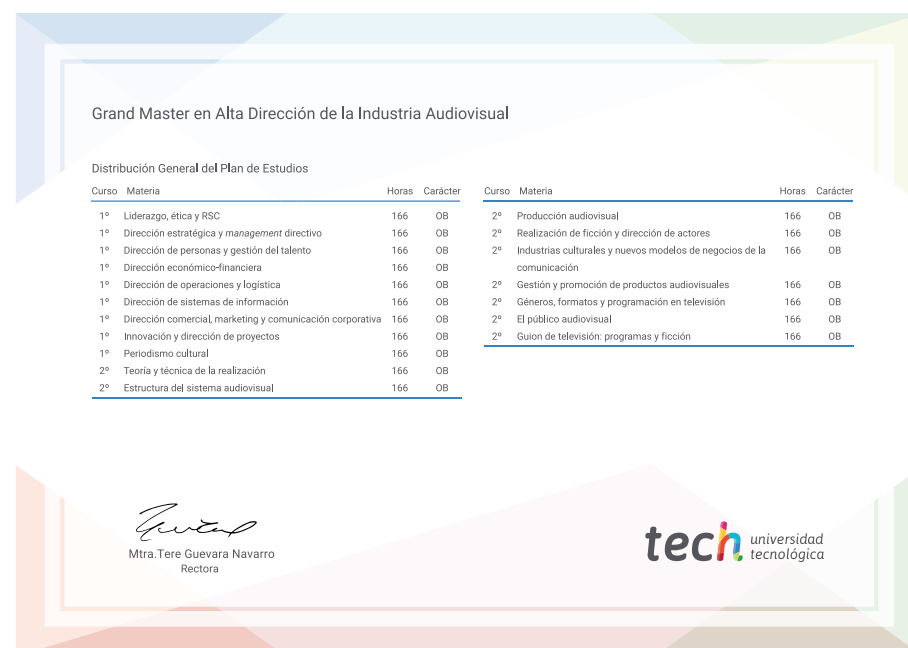 Grand Master en Alta Dirección de la Industria Audiovisual
Distribución General del Plan de Estudios
Curso Materia Horas Carácter
1º Liderazgo, ética y RSC 166 OB
1º Dirección estratégica y management directivo 166 OB
1º Dirección de personas y gestión del talento 166 OB
1º Dirección económico-financiera 166 OB
1º Dirección de operaciones y logística 166 OB
1º Dirección de sistemas de información 166 OB
1º Dirección comercial, marketing y comunicación corporativa 166 OB
1º Innovación y dirección de proyectos 166 OB
1º Periodismo cultural 166 OB
2º Teoría y técnica de la realización 166 OB
2º Estructura del sistema audiovisual 166 OB
Curso Materia Horas Carácter
2º Producción audiovisual 166 OB
2º Realización de ficción y dirección de actores 166 OB
2º Industrias culturales y nuevos modelos de negocios de la 166 OB
comunicación
2º Gestión y promoción de productos audiovisuales 166 OB
2º Géneros, formatos y programación en televisión 166 OB
2º El público audiovisual 166 OB
2º Guion de televisión: programas y ficción 166 OB
Mtra.Tere Guevara Navarro
Rectora
tech universidad
tecnológica